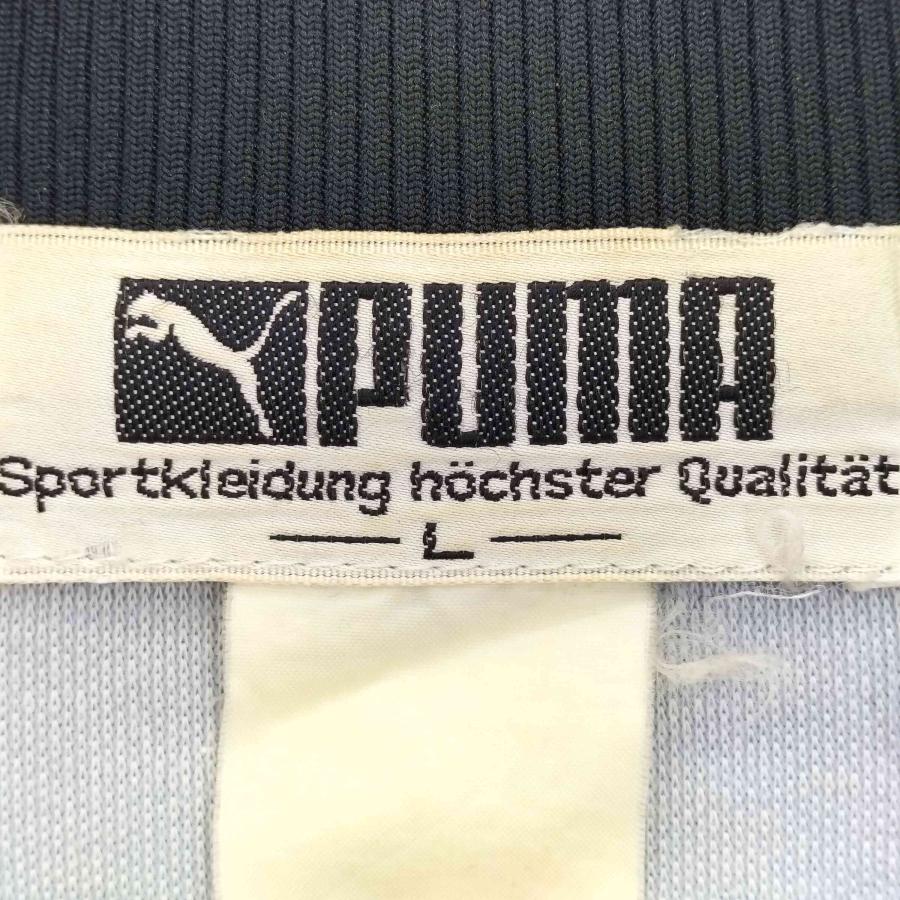 PUMA
Sportkleidung höchster Qualität
L